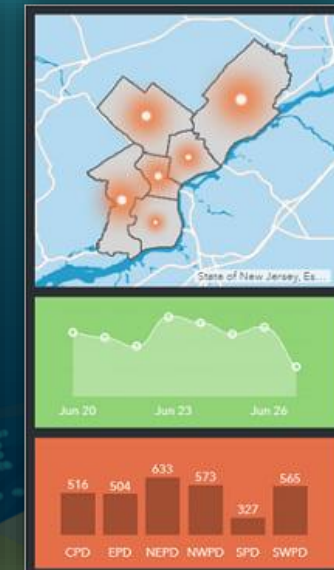 State of New Jersey, Es...
Jun 20 Jun 23 Jun 26
516 504 633 573 327 565
CPD EPD NEPD NWPD SPD SWPD